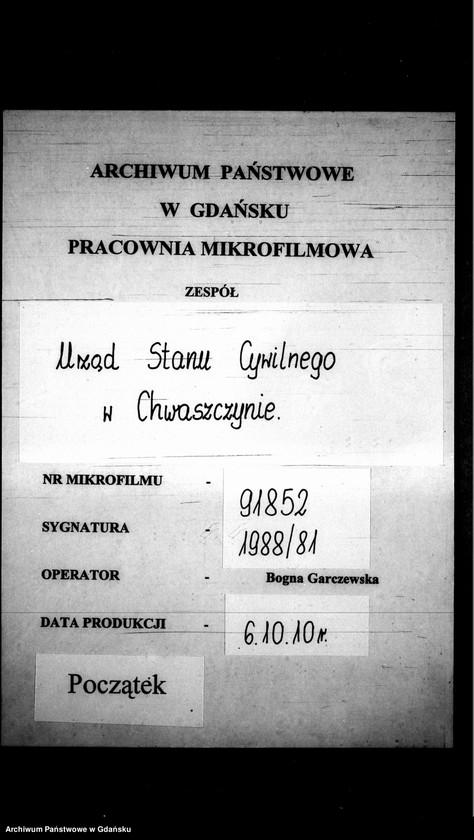 ARCHIWUM PAŃSTWOWE
W GDAŃSKU
PRACOWNIA MIKROFILMOWA
ZESPÓŁ
Urząd Stanu Cywilnego
w Chwaszczynie.
NR MIKROFILMU - 91852
SYGNATURA - 1988/81
OPERATOR - Bogna Garczewska
DATA PRODUKCJI - 6.10.10r.
Początek
Archiwum Państwowe w Gdańsku